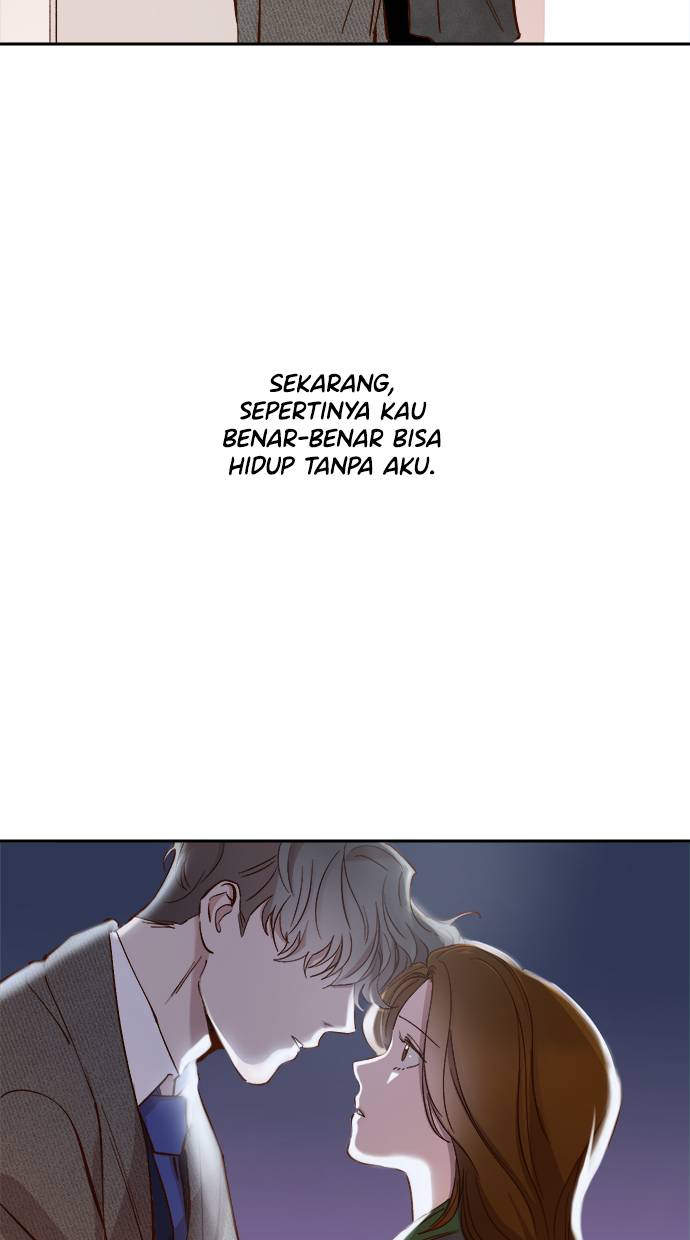 SEKARANG,
SEPERTINYA KAU
BENAR-BENAR BISA
HIDUP TANPA AKU.